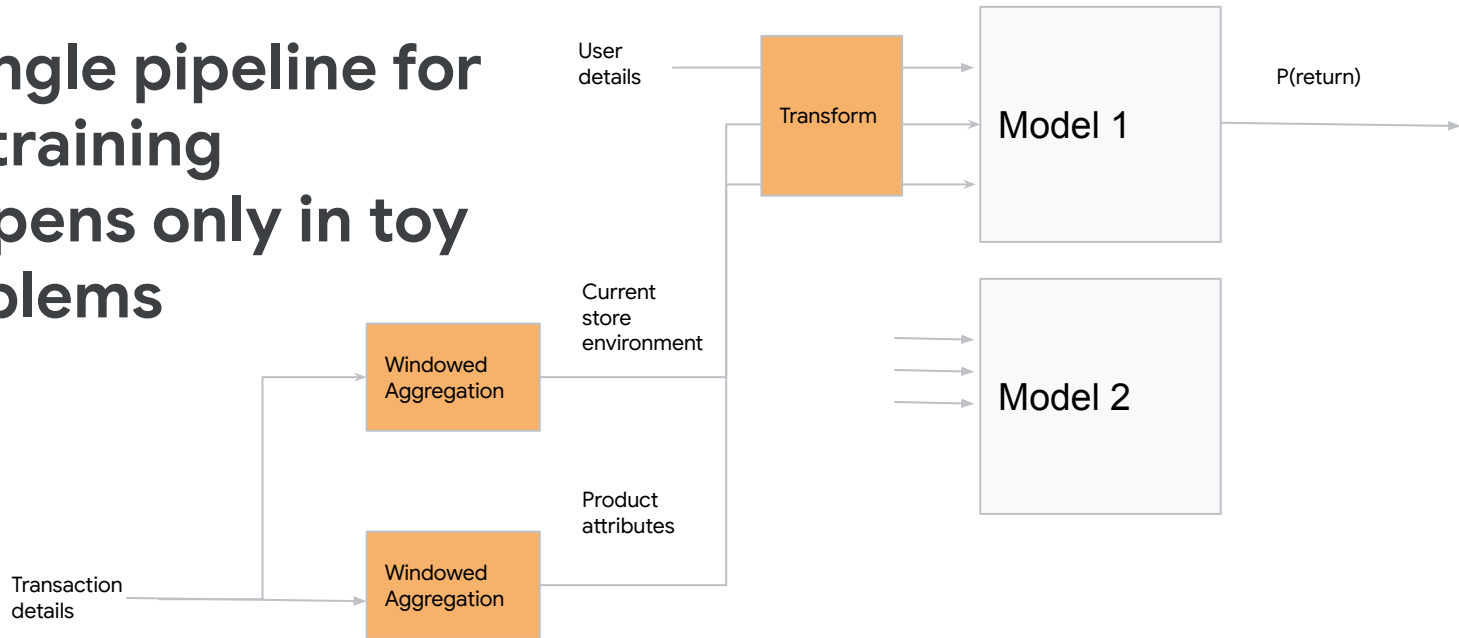 ngle pipeline for
training
pens only in toy
blems
User
details
Transform
Model 1
P(return)
Current
store
environment
Windowed
Aggregation
Model 2
Product
attributes
Windowed
Aggregation
Transaction
details